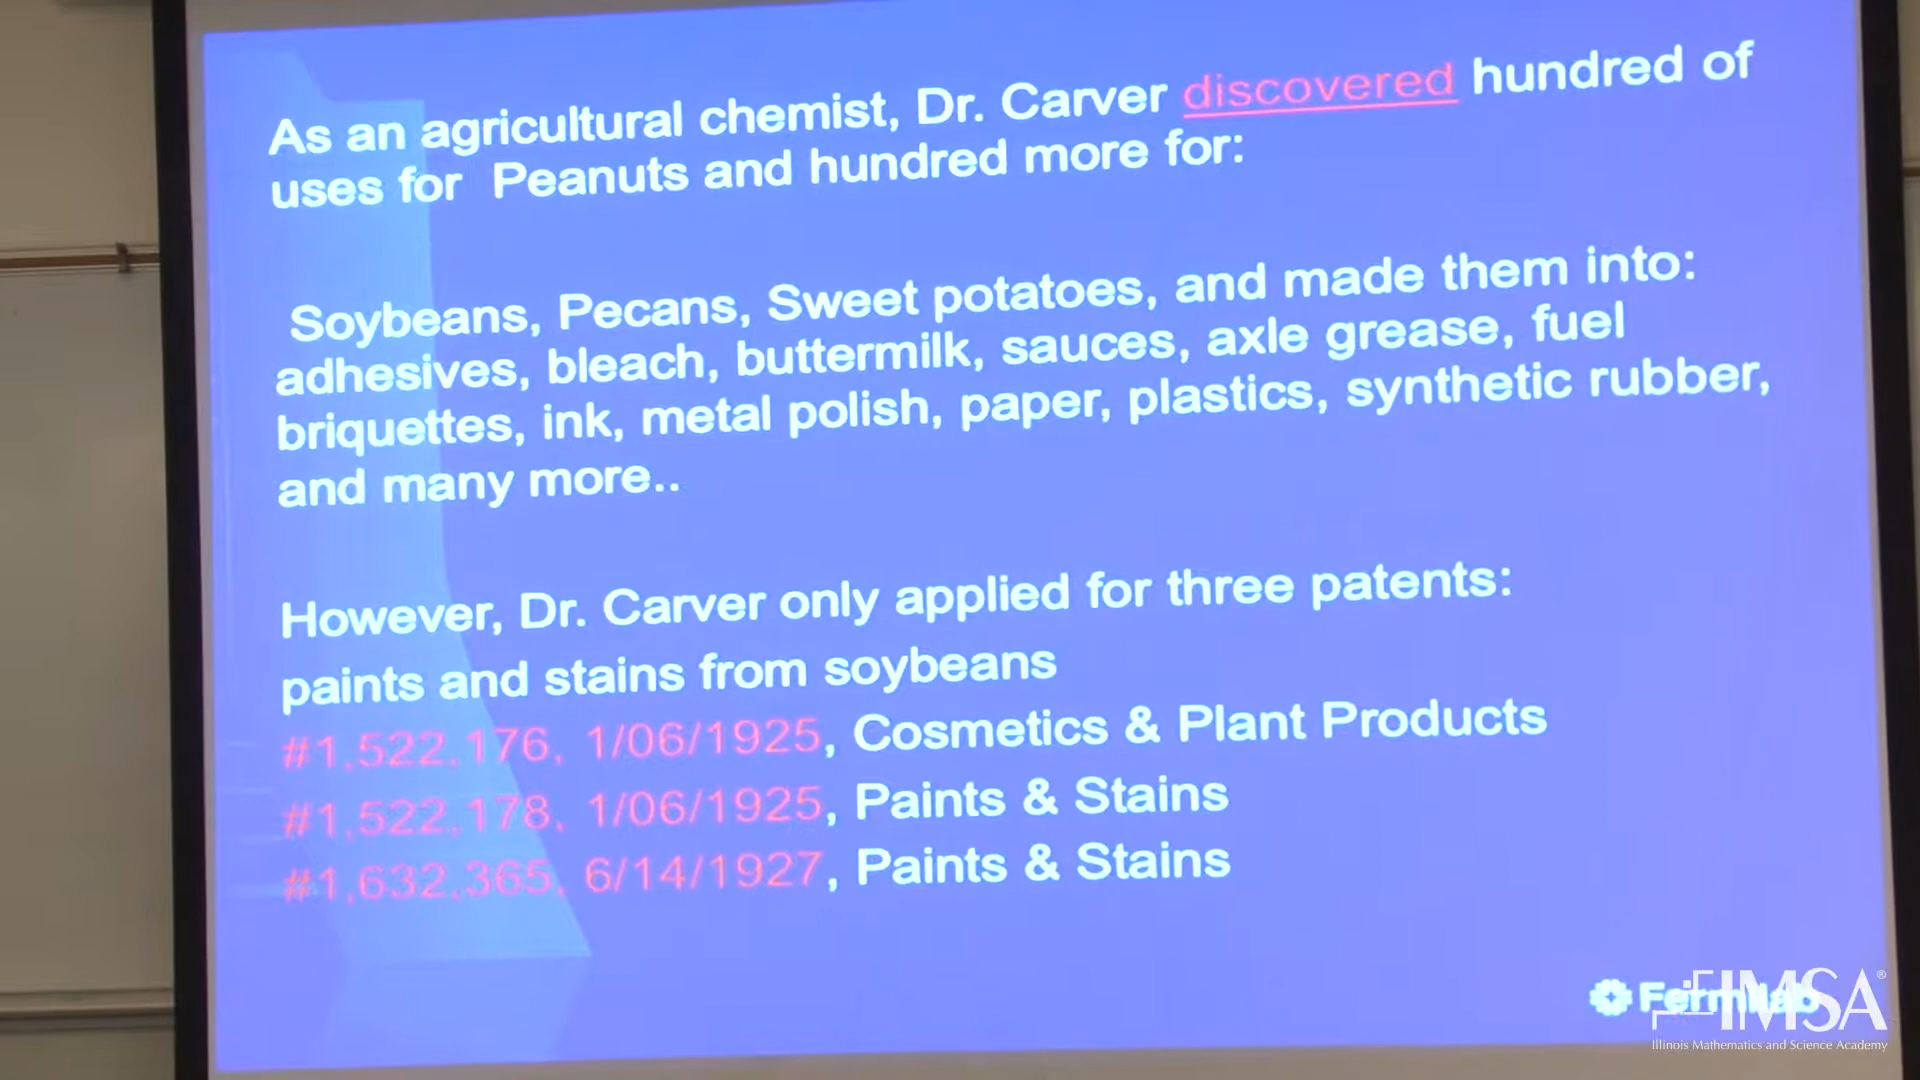 As an agricultural chemist, Dr. Carver discovered hundred of
uses for Peanuts and hundred more for:
Soybeans, Pecans, Sweet potatoes, and made them into:
adhesives, bleach, buttermilk, sauces, axle grease, fuel
briquettes, ink, metal polish, paper, plastics, synthetic rubber,
and many more..
However, Dr. Carver only applied for three patents:
paints and stains from soybeans
#1,522,176, 1/06/1925, Cosmetics & Plant Products
#1,522,178, 1/06/1925, Paints & Stains
#1,632,365, 6/14/1927, Paints & Stains
Fermilab
IMSA®
Illinois Mathematics and Science Academy